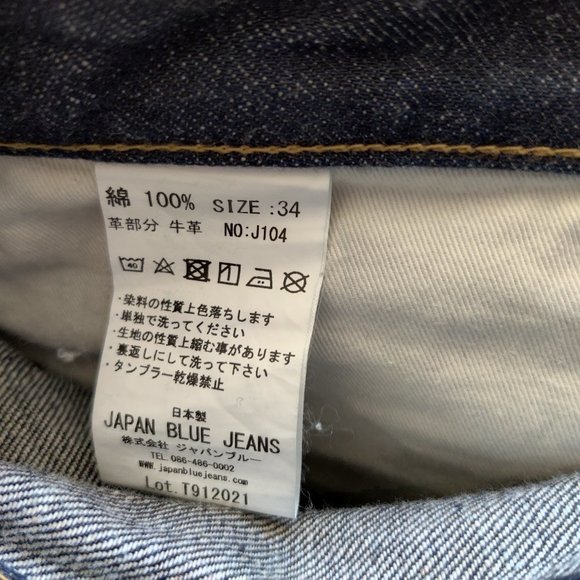 綿 100% SIZE :34
革部分 牛革 NO:J104
40
・染料の性質上色落ちします
・単独で洗ってください
・生地の性質上縮む事があります
・裏返しにして洗って下さい
・タンブラー乾燥禁止
日本製
JAPAN BLUE JEANS
株式会社 ジャパンブルー
TEL 086-486-0002
www.japanbluejeans.com
Lot.T912021